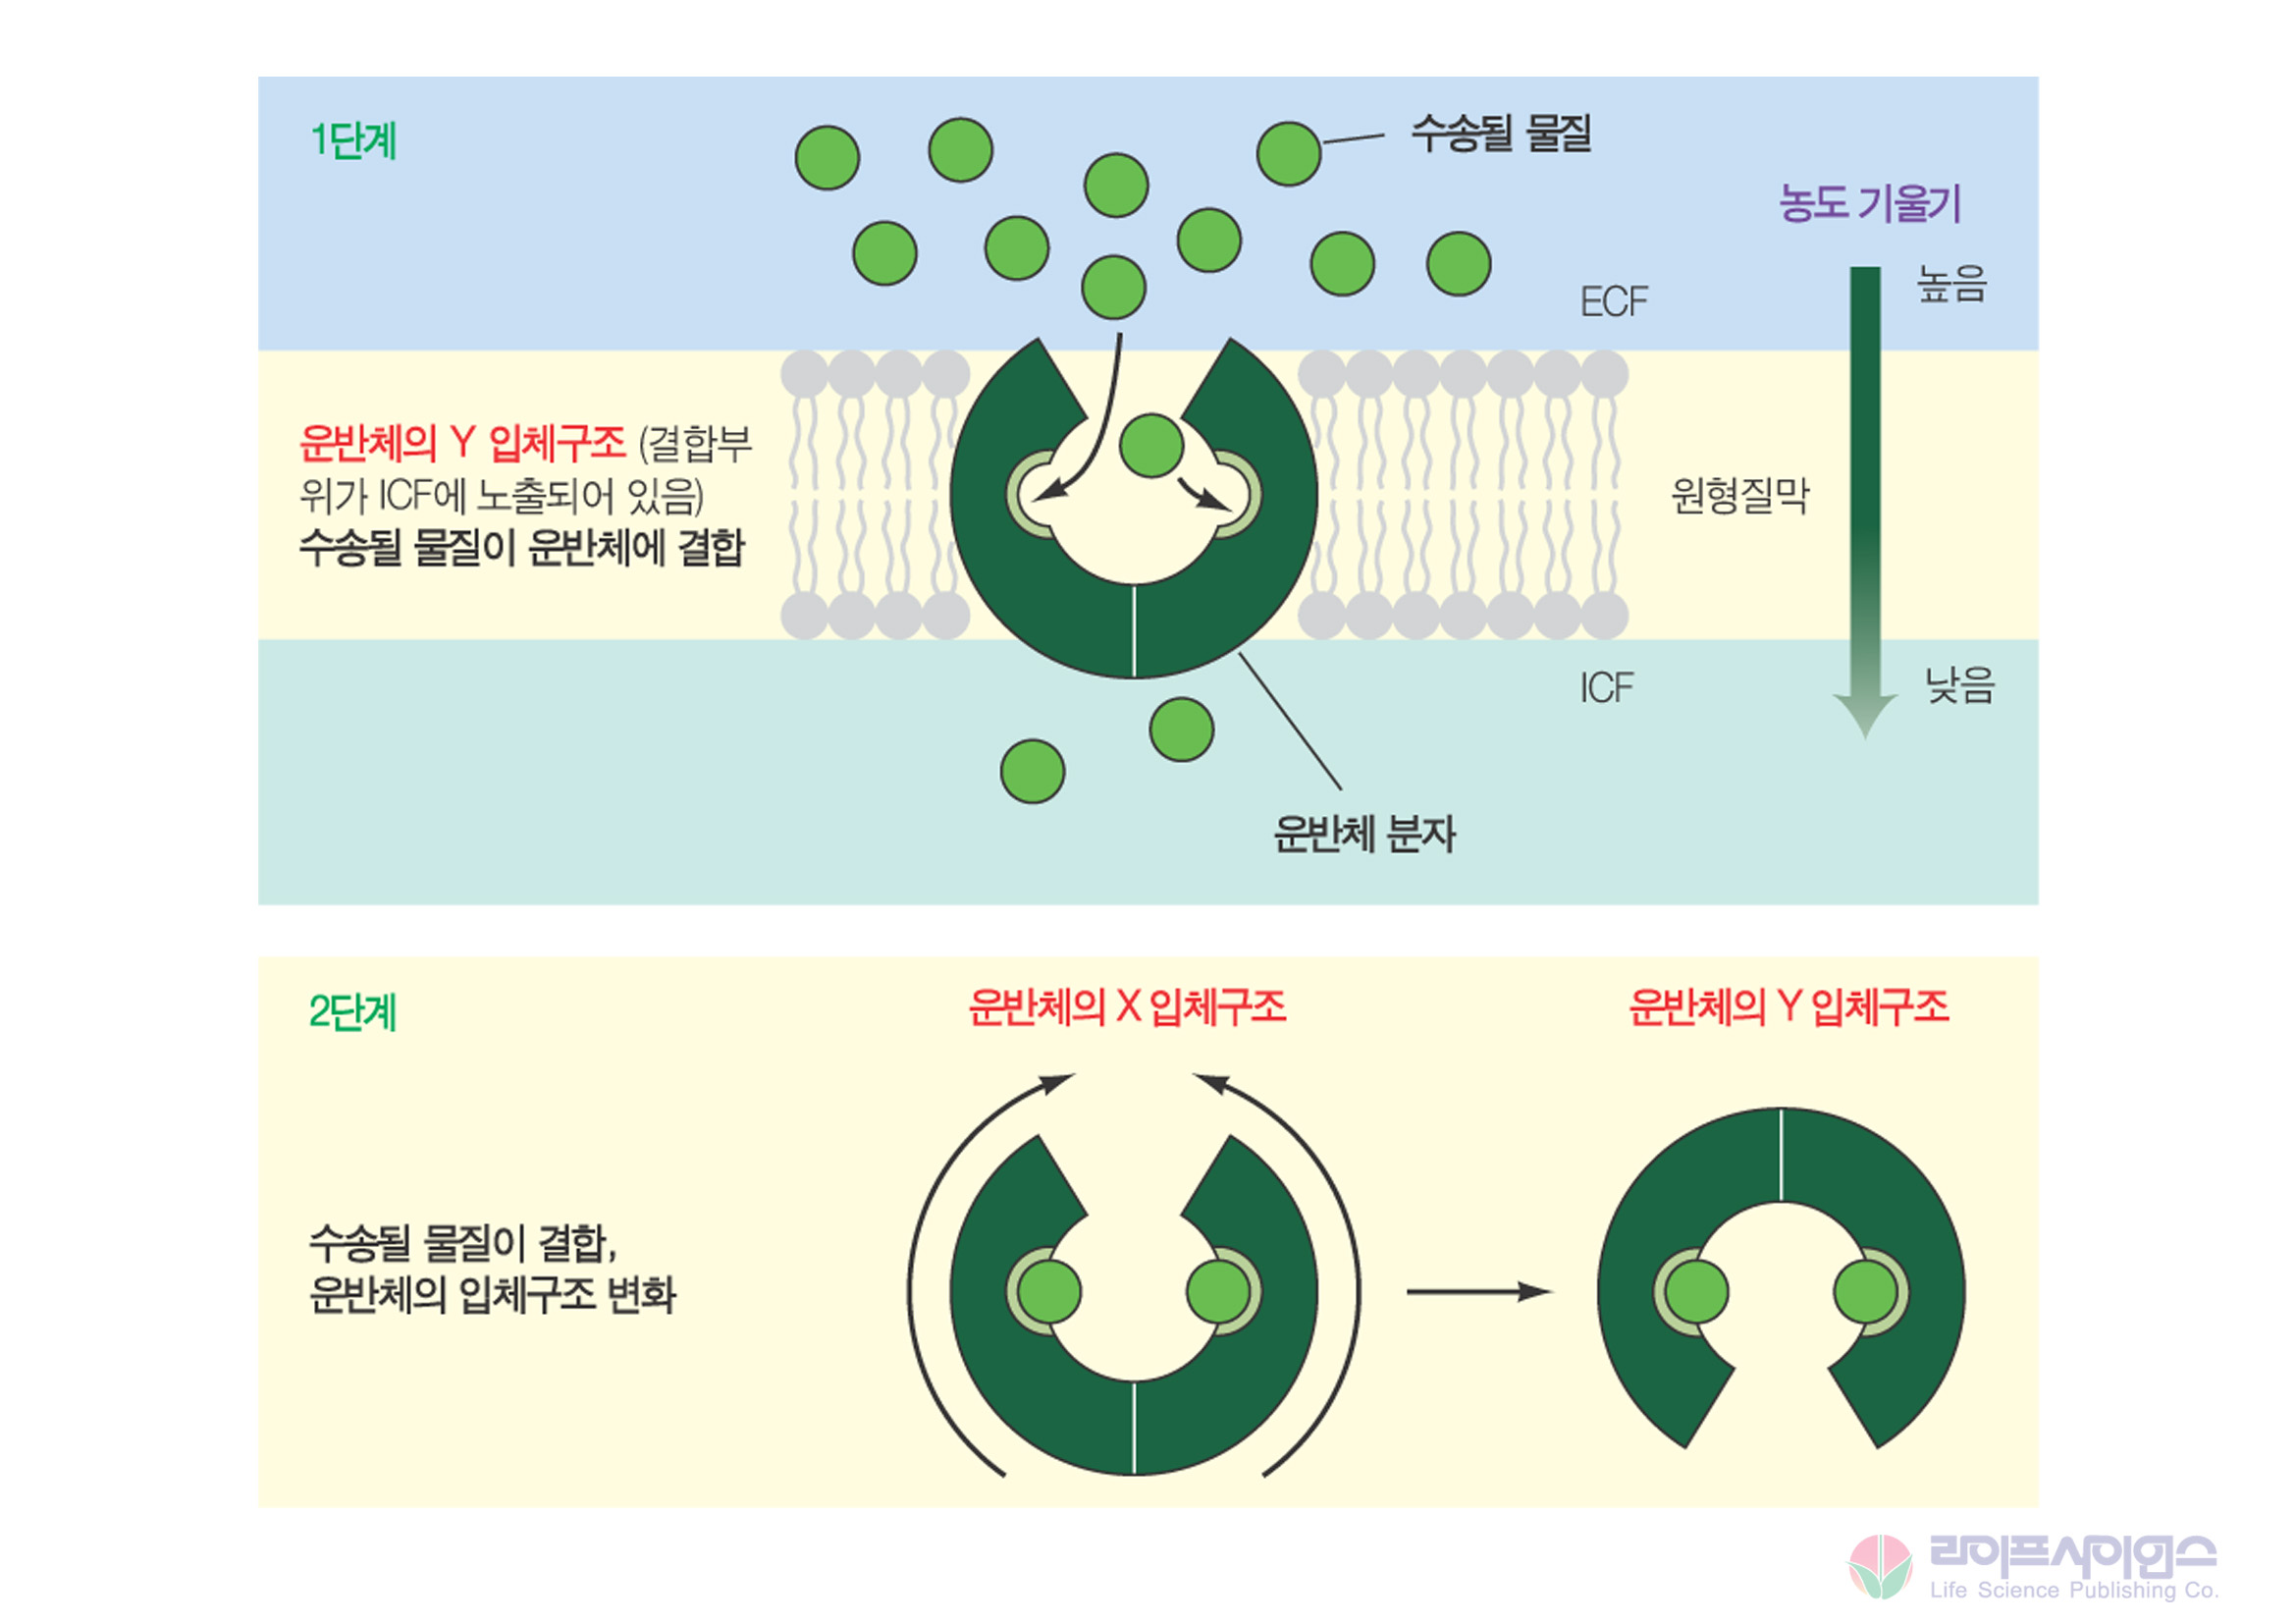 1단계
수송될 물질
농도 기울기
높음
ECF
운반체의 Y 입체구조 (결합부
위가 ICF에 노출되어 있음)
수송될 물질이 운반체에 결합
원형질막
ICF
낮음
운반체 분자
2단계
운반체의 X 입체구조
운반체의 Y 입체구조
수송될 물질이 결합,
운반체의 입체구조 변화
라이프사이언스
Life Science Publishing Co.